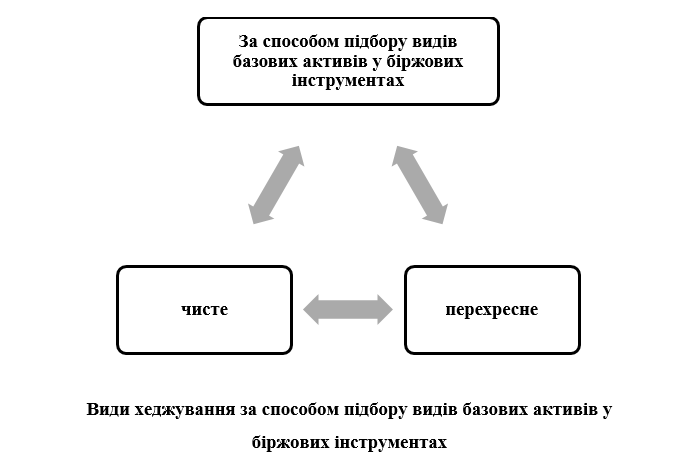 За способом підбору видів
базових активів у біржових
інструментах
чисте
перехресне
Види хеджування за способом підбору видів базових активів у
біржових інструментах